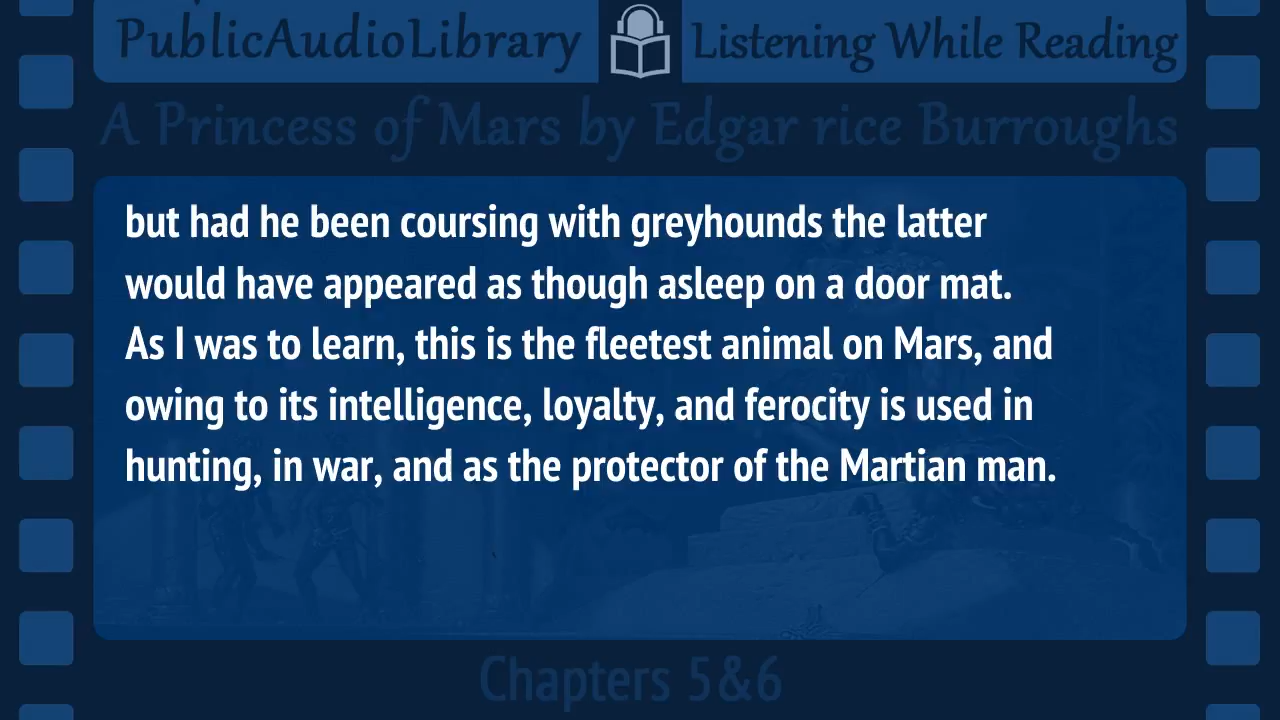 PublicAudioLibrary Listening While Reading
A Princess of Mars by Edgar rice Burroughs
but had he been coursing with greyhounds the latter
would have appeared as though asleep on a door mat.
As I was to learn, this is the fleetest animal on Mars, and
owing to its intelligence, loyalty, and ferocity is used in
hunting, in war, and as the protector of the Martian man.
Chapters 5&6